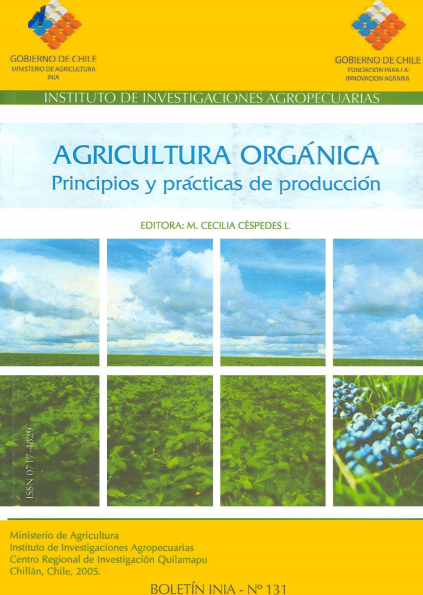 GOBIERNO DE CHILE
MINISTERIO DE AGRICULTURA
INIA
GOBIERNO DE CHILE
FUNDACIÓN PARA LA
INNOVACIÓN AGRARIA
INSTITUTO DE INVESTIGACIONES AGROPECUARIAS
AGRICULTURA ORGÁNICA
Principios y prácticas de producción
EDITORA: M. CECILIA CÉSPEDES L
ISSN 0717-4829
Ministerio de Agricultura
Instituto de Investigaciones Agropecuarias
Centro Regional de Investigación Quilamapu
Chillán, Chile, 2005.
BOLETÍN INIA - Nº 131